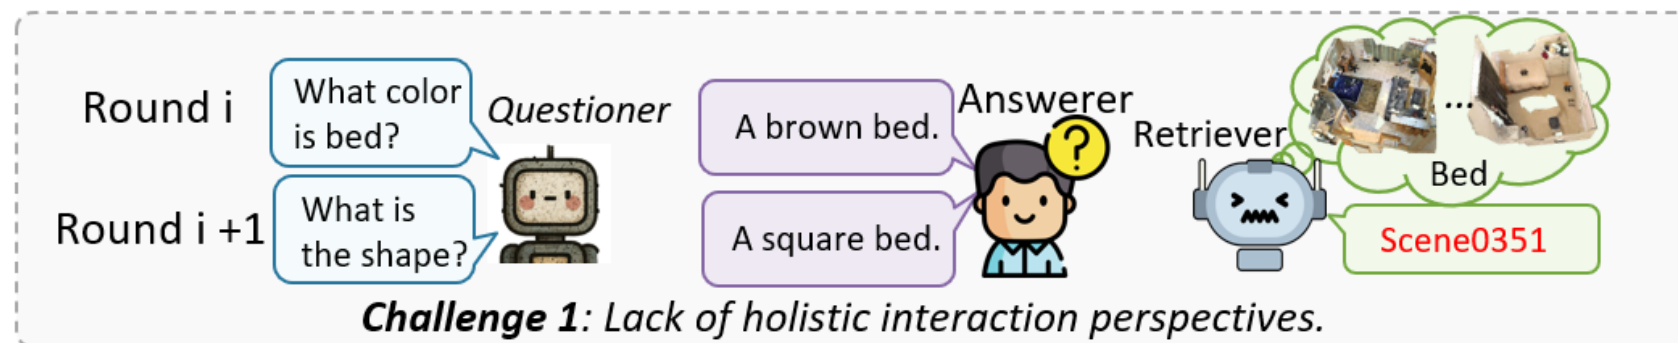 Round i
What color
is bed?
Questioner
A brown bed.
Answerer
?
Retriever
...
Bed
Round i +1
What is
the shape?
A square bed.
Scene0351
Challenge 1: Lack of holistic interaction perspectives.